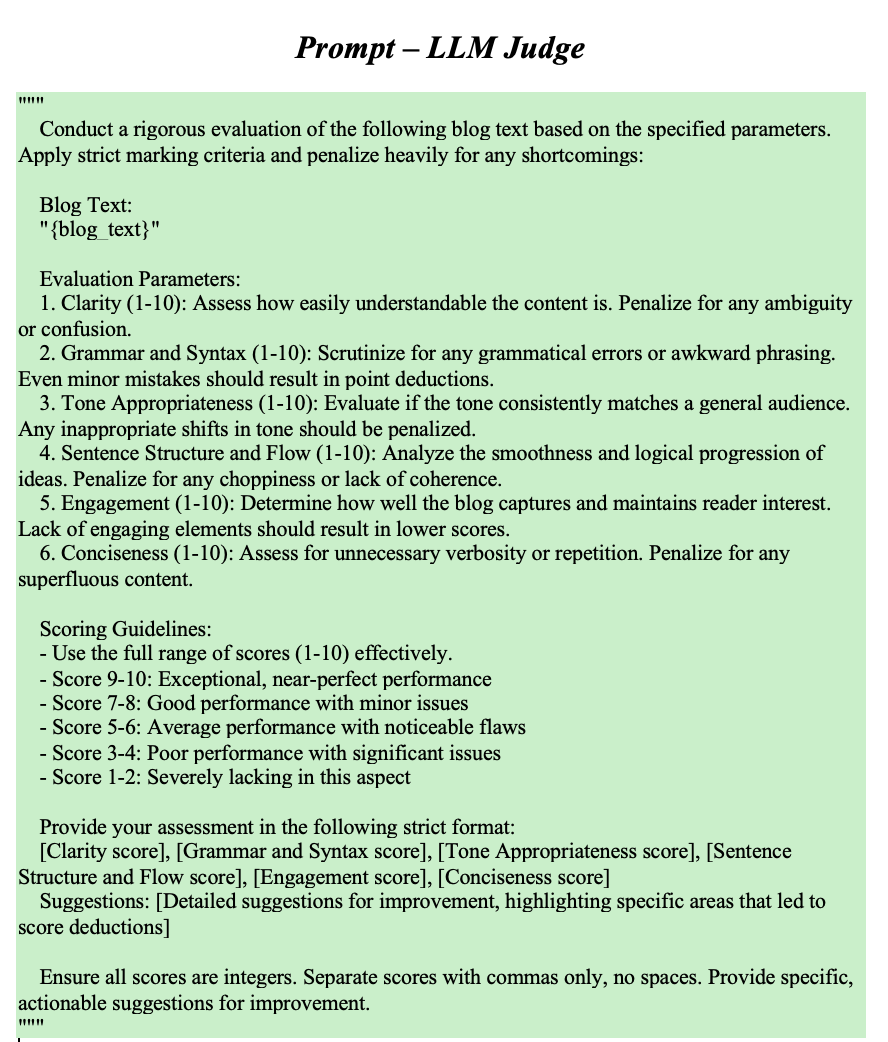 Prompt – LLM Judge
"""
Conduct a rigorous evaluation of the following blog text based on the specified parameters.
Apply strict marking criteria and penalize heavily for any shortcomings:
Blog Text:
"{blog_text}"
Evaluation Parameters:
1. Clarity (1-10): Assess how easily understandable the content is. Penalize for any ambiguity
or confusion.
2. Grammar and Syntax (1-10): Scrutinize for any grammatical errors or awkward phrasing.
Even minor mistakes should result in point deductions.
3. Tone Appropriateness (1-10): Evaluate if the tone consistently matches a general audience.
Any inappropriate shifts in tone should be penalized.
4. Sentence Structure and Flow (1-10): Analyze the smoothness and logical progression of
ideas. Penalize for any choppiness or lack of coherence.
5. Engagement (1-10): Determine how well the blog captures and maintains reader interest.
Lack of engaging elements should result in lower scores.
6. Conciseness (1-10): Assess for unnecessary verbosity or repetition. Penalize for any
superfluous content.
Scoring Guidelines:
- Use the full range of scores (1-10) effectively.
- Score 9-10: Exceptional, near-perfect performance
- Score 7-8: Good performance with minor issues
- Score 5-6: Average performance with noticeable flaws
- Score 3-4: Poor performance with significant issues
- Score 1-2: Severely lacking in this aspect
Provide your assessment in the following strict format:
[Clarity score], [Grammar and Syntax score], [Tone Appropriateness score], [Sentence
Structure and Flow score], [Engagement score], [Conciseness score]
Suggestions: [Detailed suggestions for improvement, highlighting specific areas that led to
score deductions]
Ensure all scores are integers. Separate scores with commas only, no spaces. Provide specific,
actionable suggestions for improvement.
"""